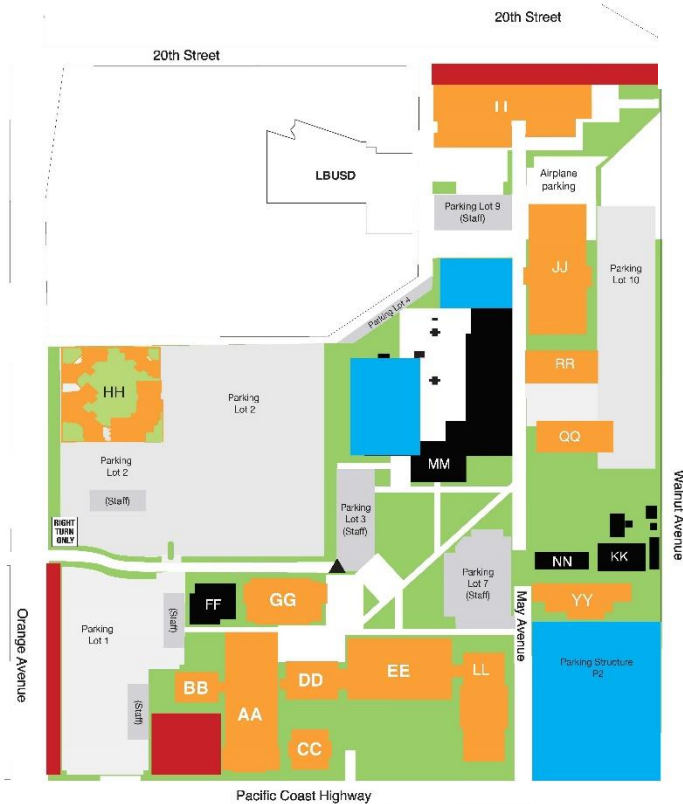 20th Street
20th Street
II
LBUSD
Airplane
parking
Parking Lot 9
(Staff)
JJ
Parking
Lot 10
Parking Lot 4
HH
RR
Parking
Lot 2
QQ
MM
Parking
Lot 2
(Staff)
Parking
Lot 3
(Staff)
RIGHT
TURN
ONLY
Walnut Avenue
NN
KK
Parking
Lot 7
(Staff)
FF
GG
YY
May Avenue
Orange Avenue
Parking
Lot 1
(Staff)
Parking Structure
P2
BB
AA
DD
EE
LL
(Staff)
CC
Pacific Coast Highway